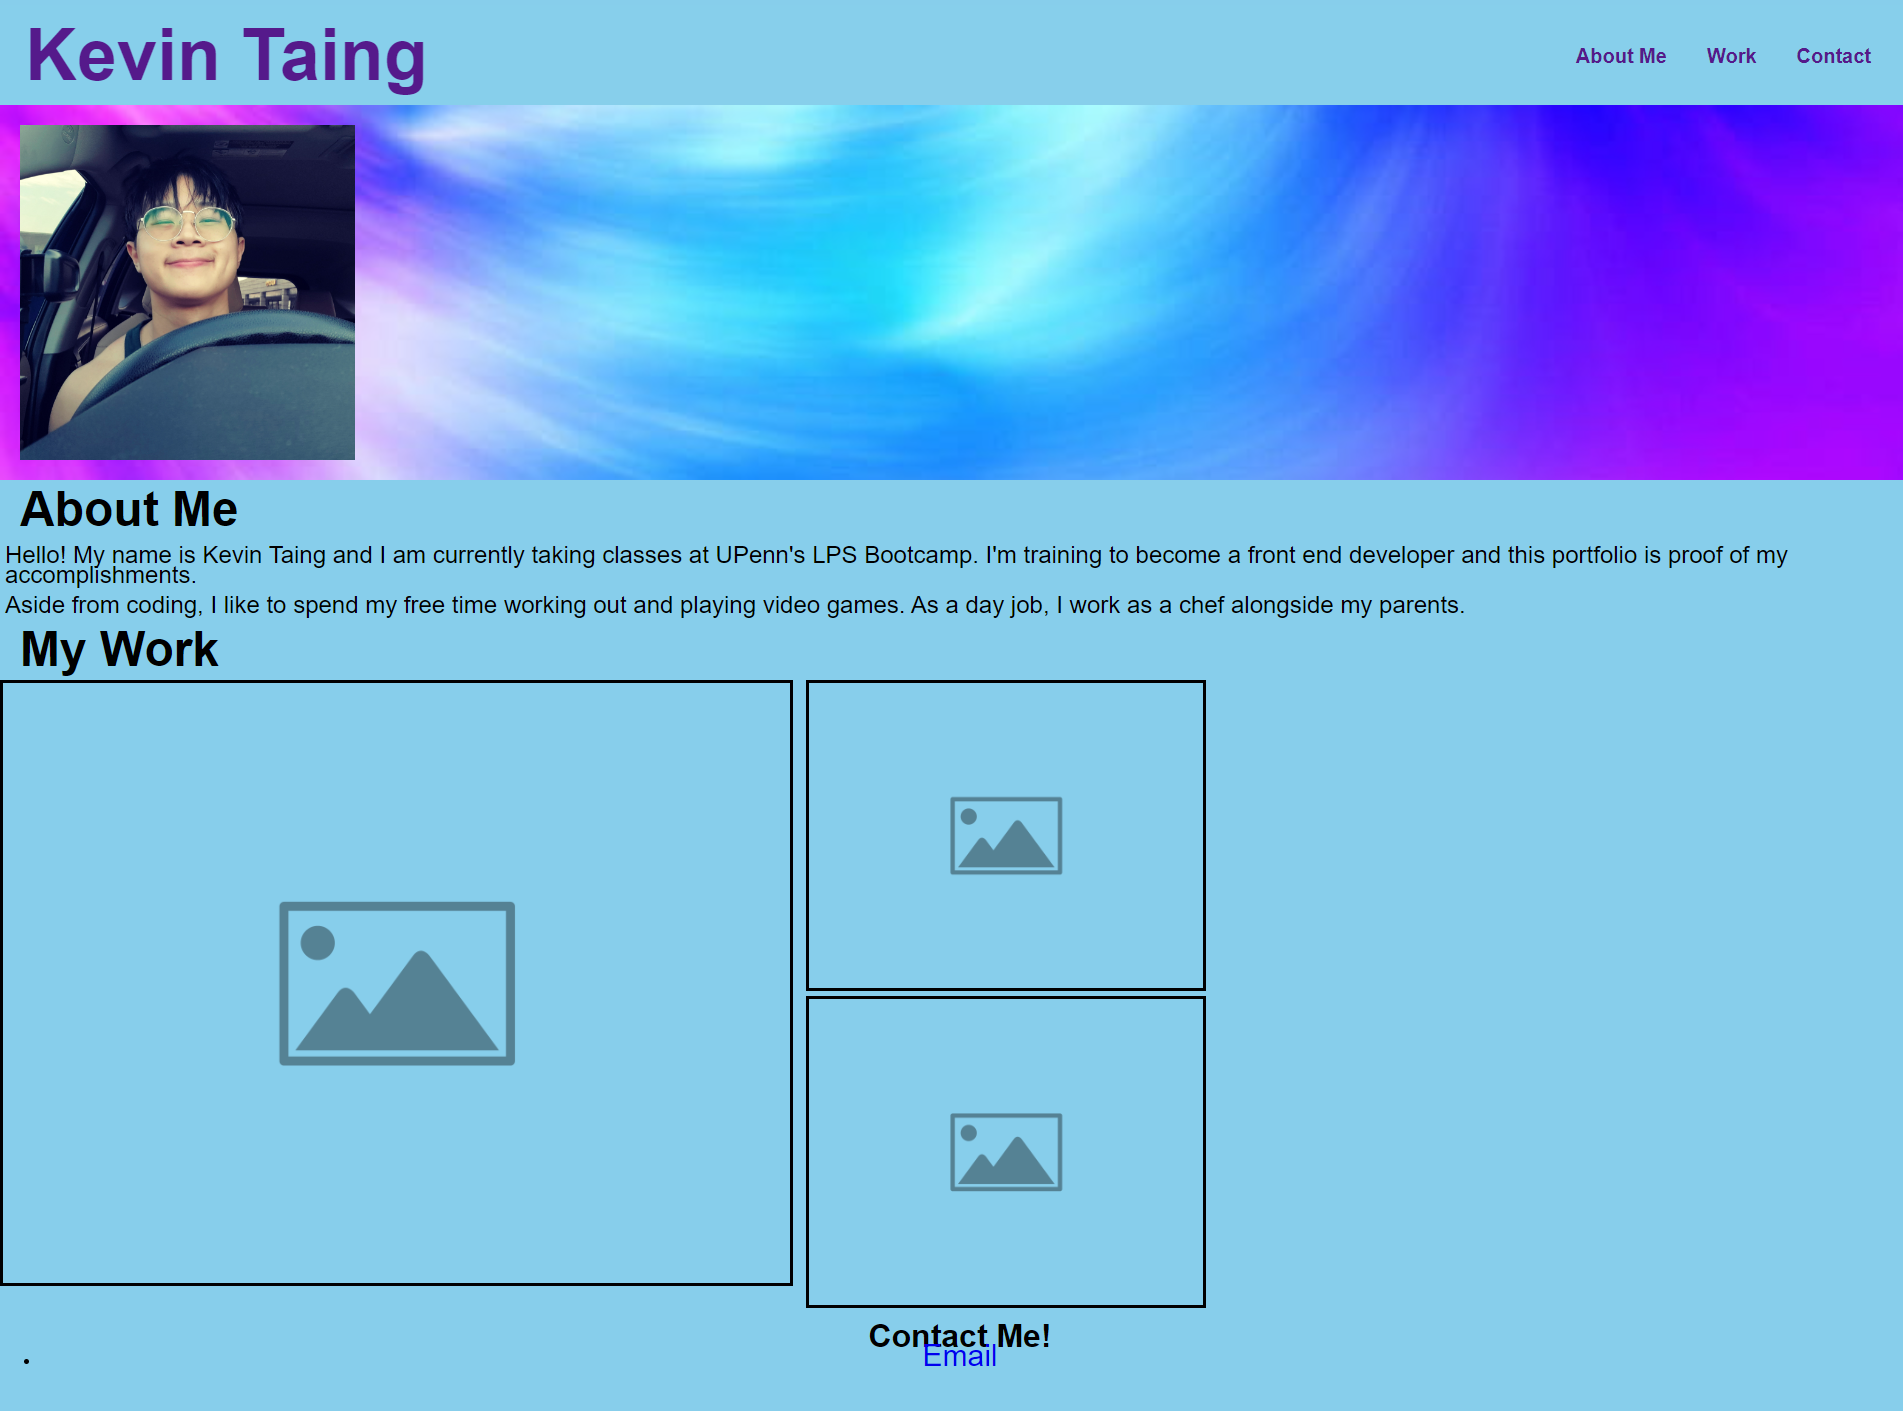 Kevin Taing
About Me Work Contact
About Me
Hello! My name is Kevin Taing and I am currently taking classes at UPenn's LPS Bootcamp. I'm training to become a front end developer and this portfolio is proof of my
accomplishments.
Aside from coding, I like to spend my free time working out and playing video games. As a day job, I work as a chef alongside my parents.
My Work
Contact Me!
Email